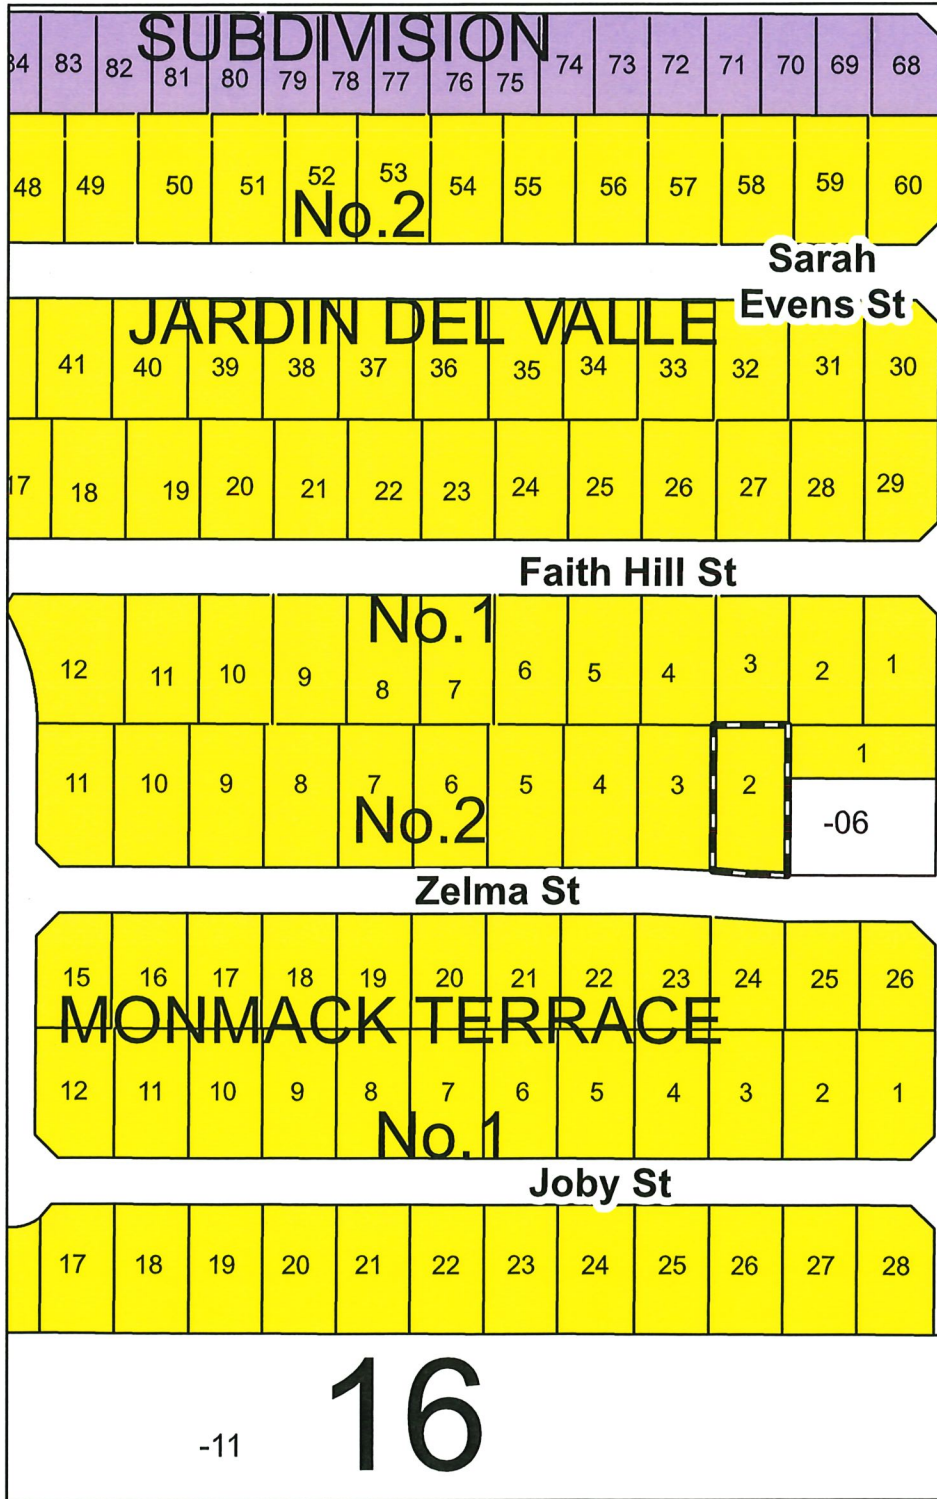 SUBDIVISION
84 83 82 81 80 79 78 77 76 75 74 73 72 71 70 69 68
48 49 50 51 52 53 54 55 56 57 58 59 60
No.2
Sarah
Evens St
JARDIN DEL VALLE
41 40 39 38 37 36 35 34 33 32 31 30
17 18 19 20 21 22 23 24 25 26 27 28 29
Faith Hill St
No.1
12 11 10 9 8 7 6 5 4 3 2 1
11 10 9 8 7 6 5 4 3 2 1
-06
No.2
Zelma St
15 16 17 18 19 20 21 22 23 24 25 26
MONMACK TERRACE
12 11 10 9 8 7 6 5 4 3 2 1
No.1
Joby St
17 18 19 20 21 22 23 24 25 26 27 28
16
-11